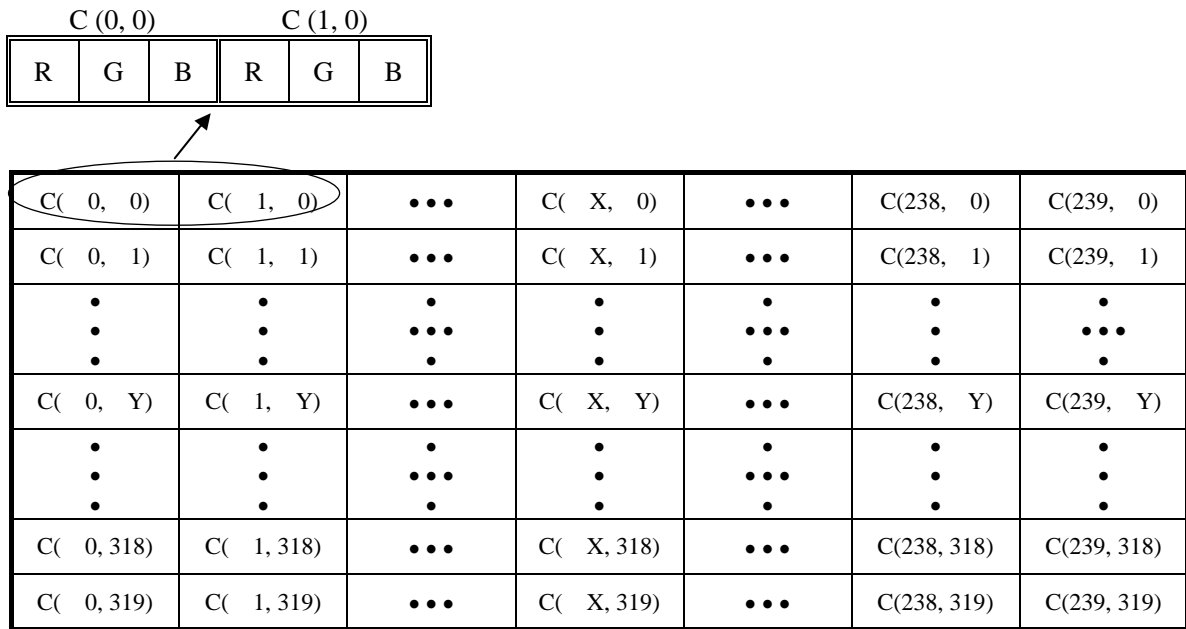 C (0, 0) C (1, 0)
R G B R G B
C( 0, 0) C( 1, 0) ••• C( X, 0) ••• C(238, 0) C(239, 0)
C( 0, 1) C( 1, 1) ••• C( X, 1) ••• C(238, 1) C(239, 1)
• • • • • • •
• • ••• • ••• • •••
• • • • • • •
C( 0, Y) C( 1, Y) ••• C( X, Y) ••• C(238, Y) C(239, Y)
• • • • • • •
• • ••• • ••• • •
• • • • • • •
C( 0, 318) C( 1, 318) ••• C( X, 318) ••• C(238, 318) C(239, 318)
C( 0, 319) C( 1, 319) ••• C( X, 319) ••• C(238, 319) C(239, 319)